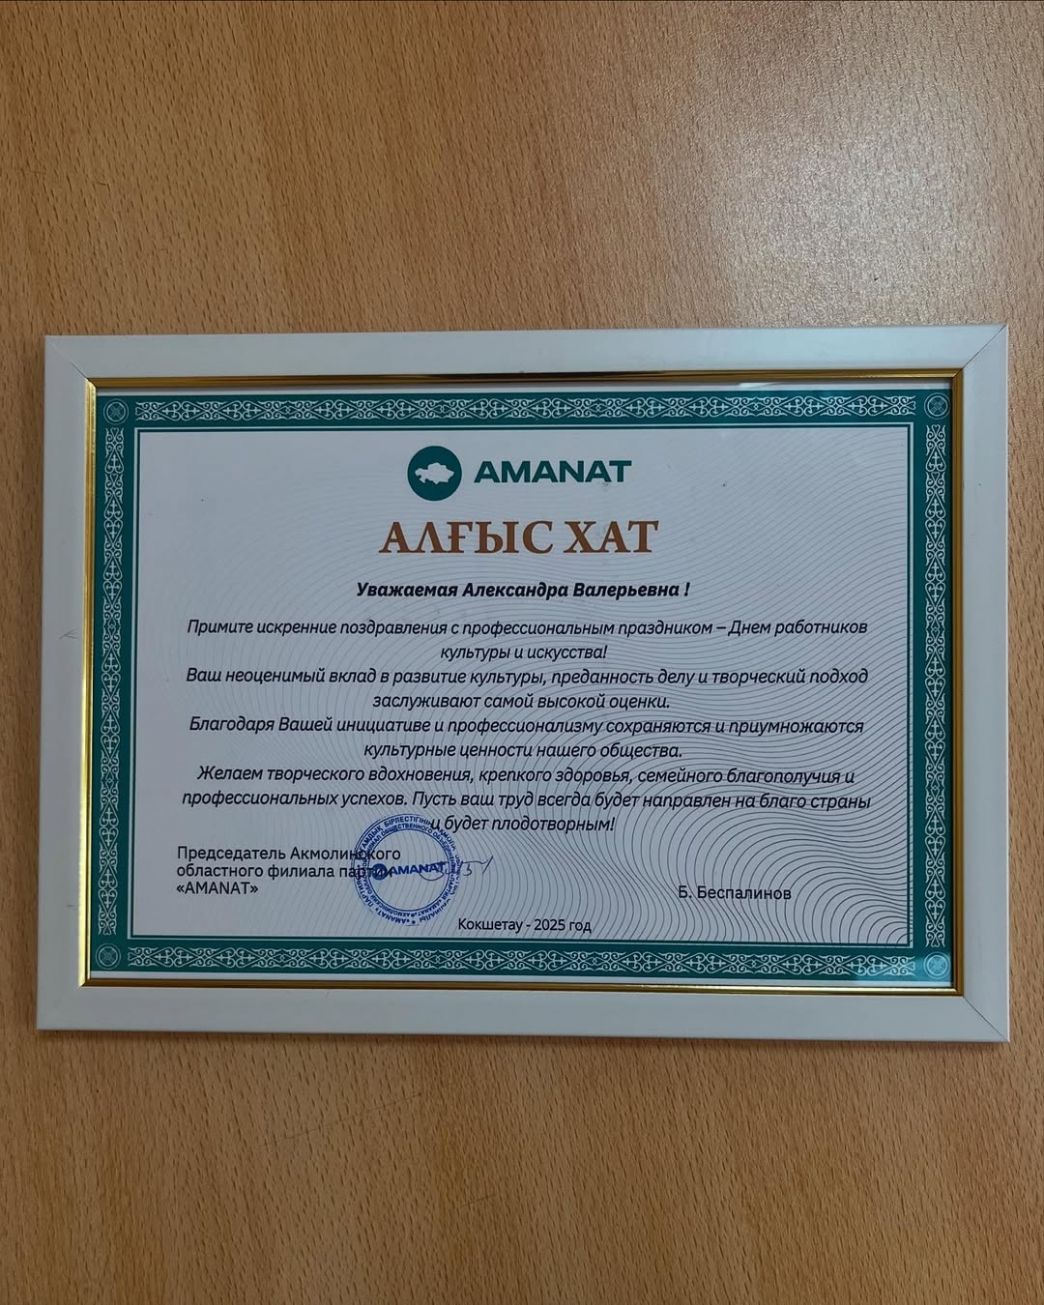 AMANAT
АЛҒЫС ХАТ
Уважаемая Александра Валерьевна !
Примите искренние поздравления с профессиональным праздником – Днем работников
культуры и искусства!
Ваш неоценимый вклад в развитие культуры, преданность делу и творческий подход
заслуживают самой высокой оценки.
Благодаря Вашей инициативе и профессионализму сохраняются и приумножаются
культурные ценности нашего общества.
Желаем творческого вдохновения, крепкого здоровья, семейного благополучия и
профессиональных успехов. Пусть ваш труд всегда будет направлен на благо страны
и будет плодотворным!
Председатель Акмолинского
областного филиала партии
«AMANAT»
AMANAT
Б. Беспалинов
Кокшетау - 2025 год